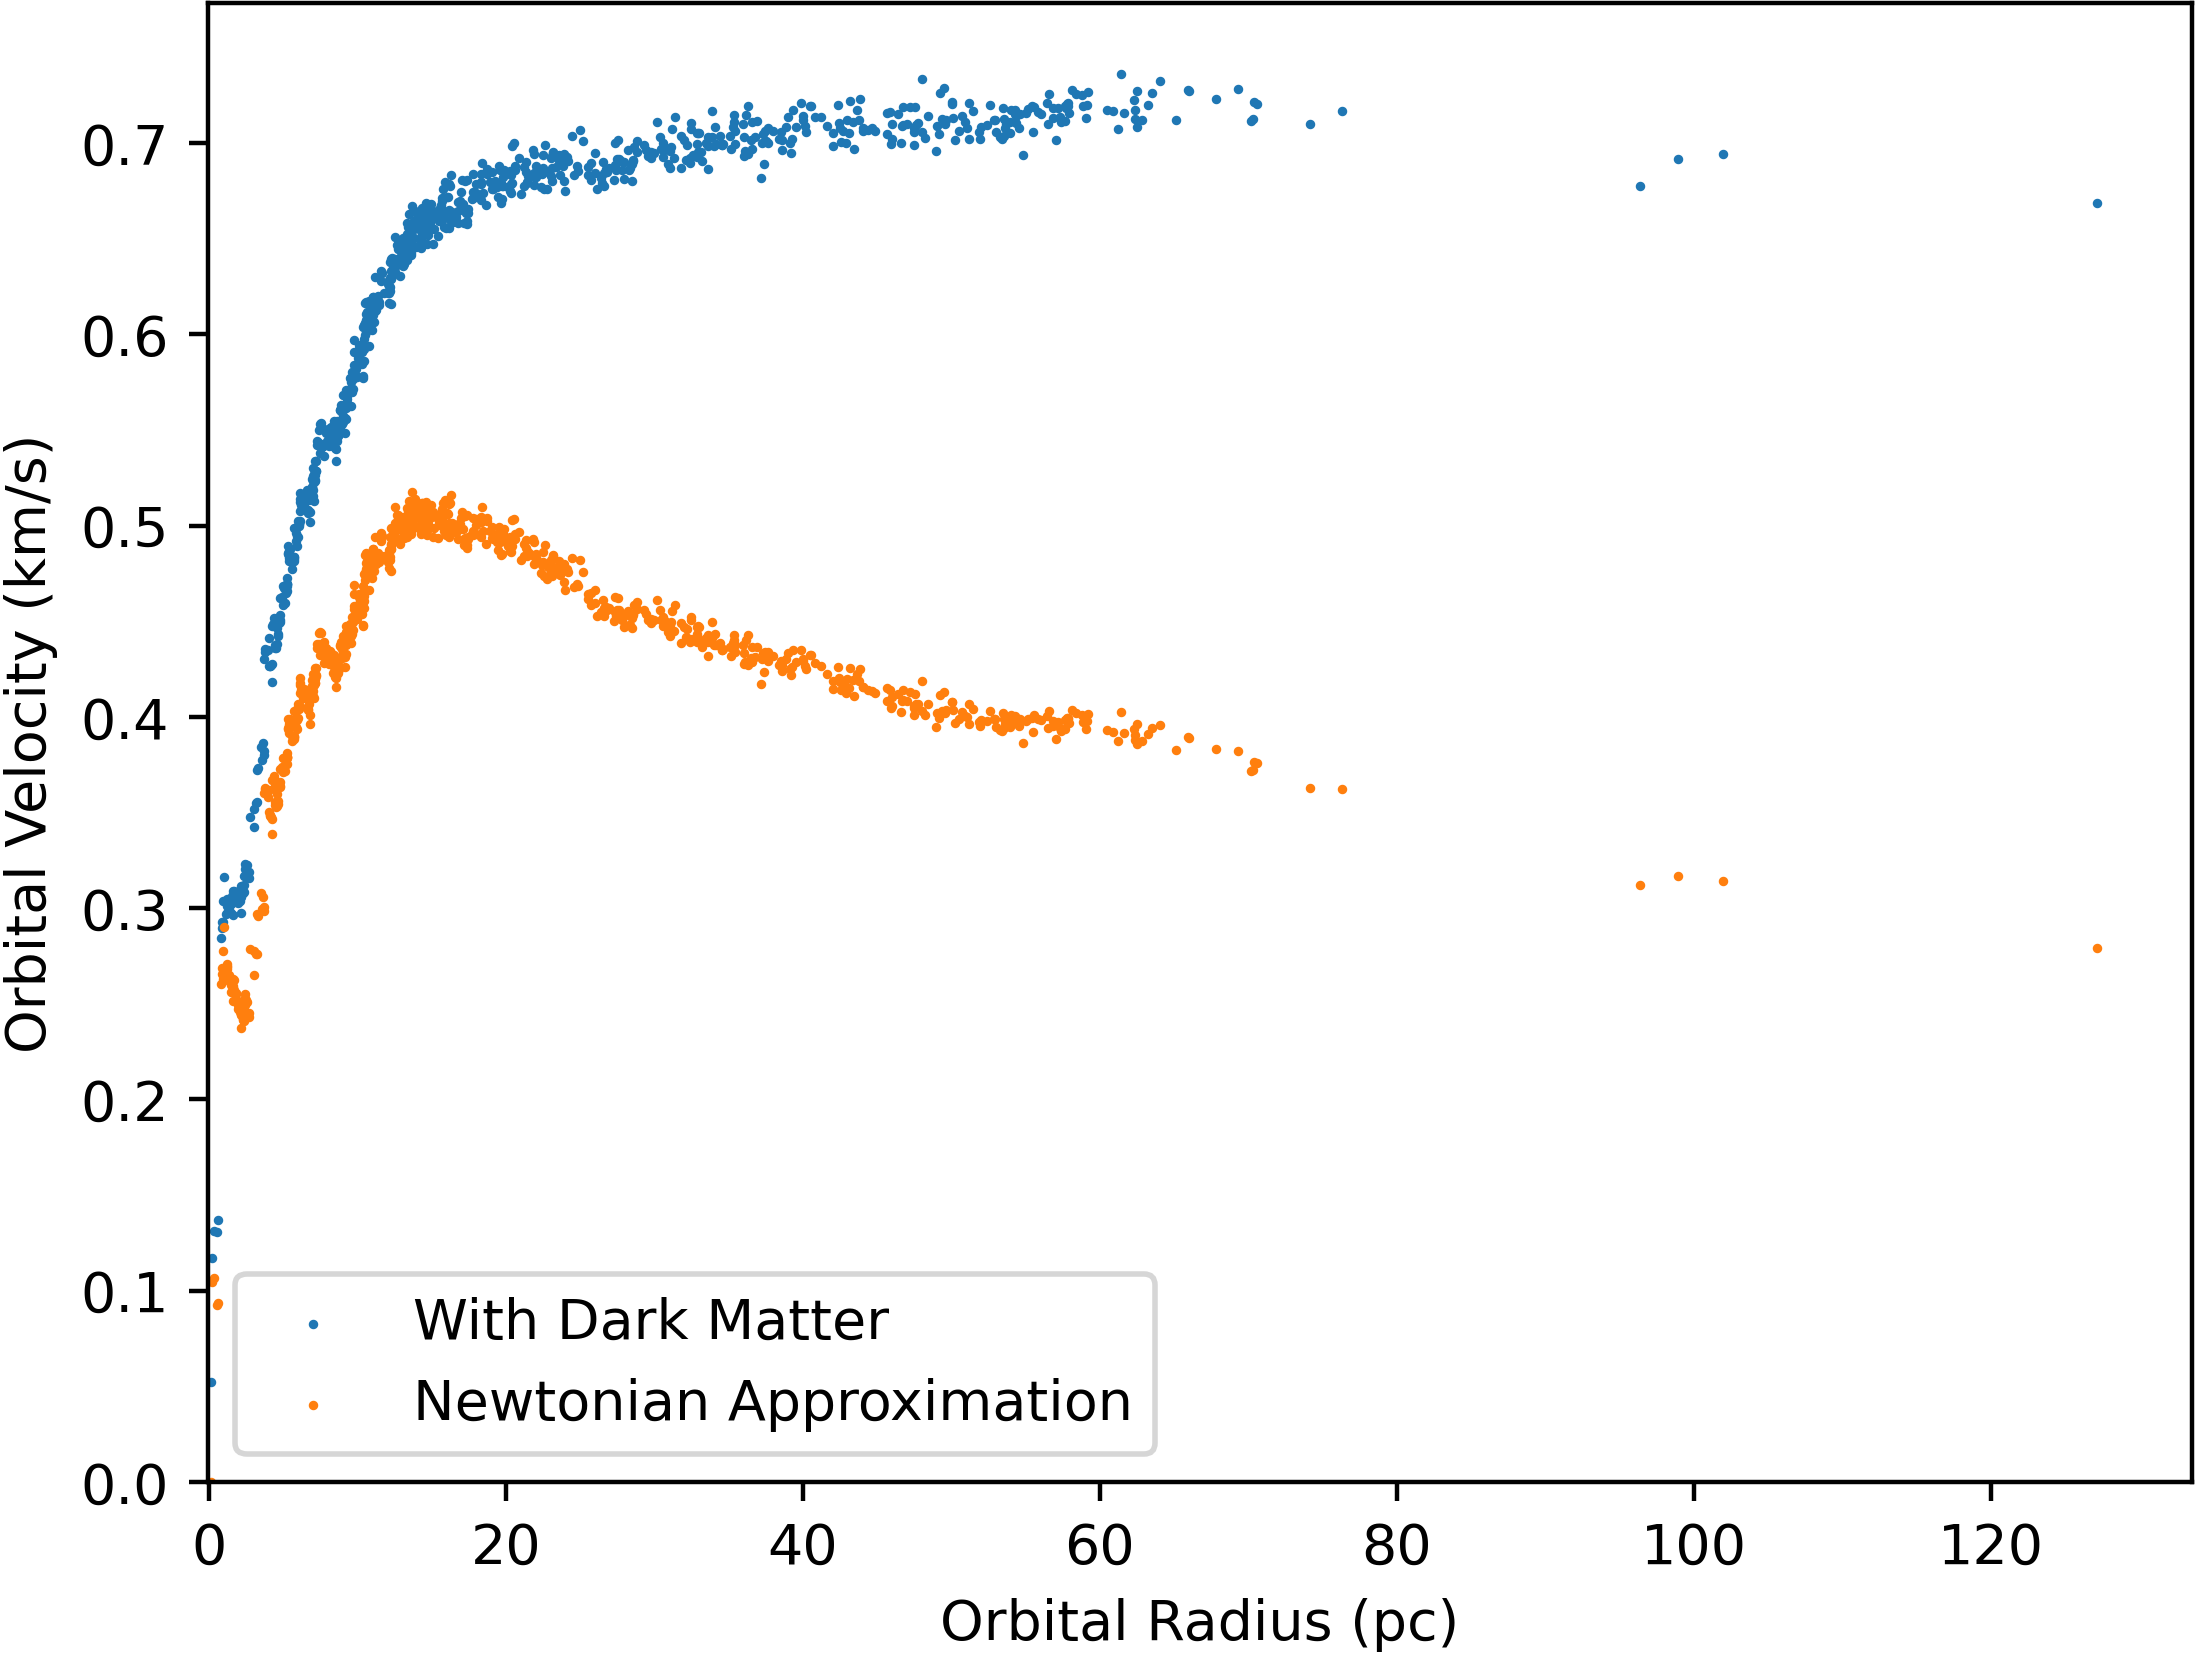 0.7
0.6
0.5
0.4
0.3
0.2
0.1
0.0
Orbital Velocity (km/s)
With Dark Matter
Newtonian Approximation
0 20 40 60 80 100 120
Orbital Radius (pc)